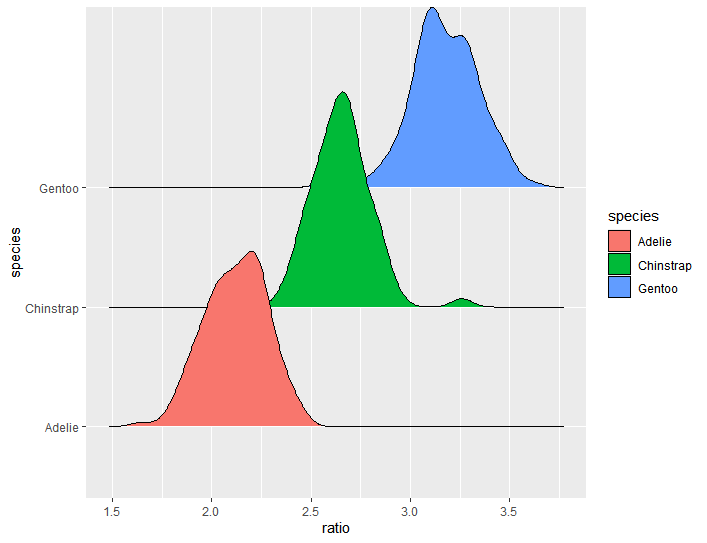 Gentoo
Chinstrap
Adelie
species
1.5 2.0 2.5 3.0 3.5
ratio
species
Adelie
Chinstrap
Gentoo